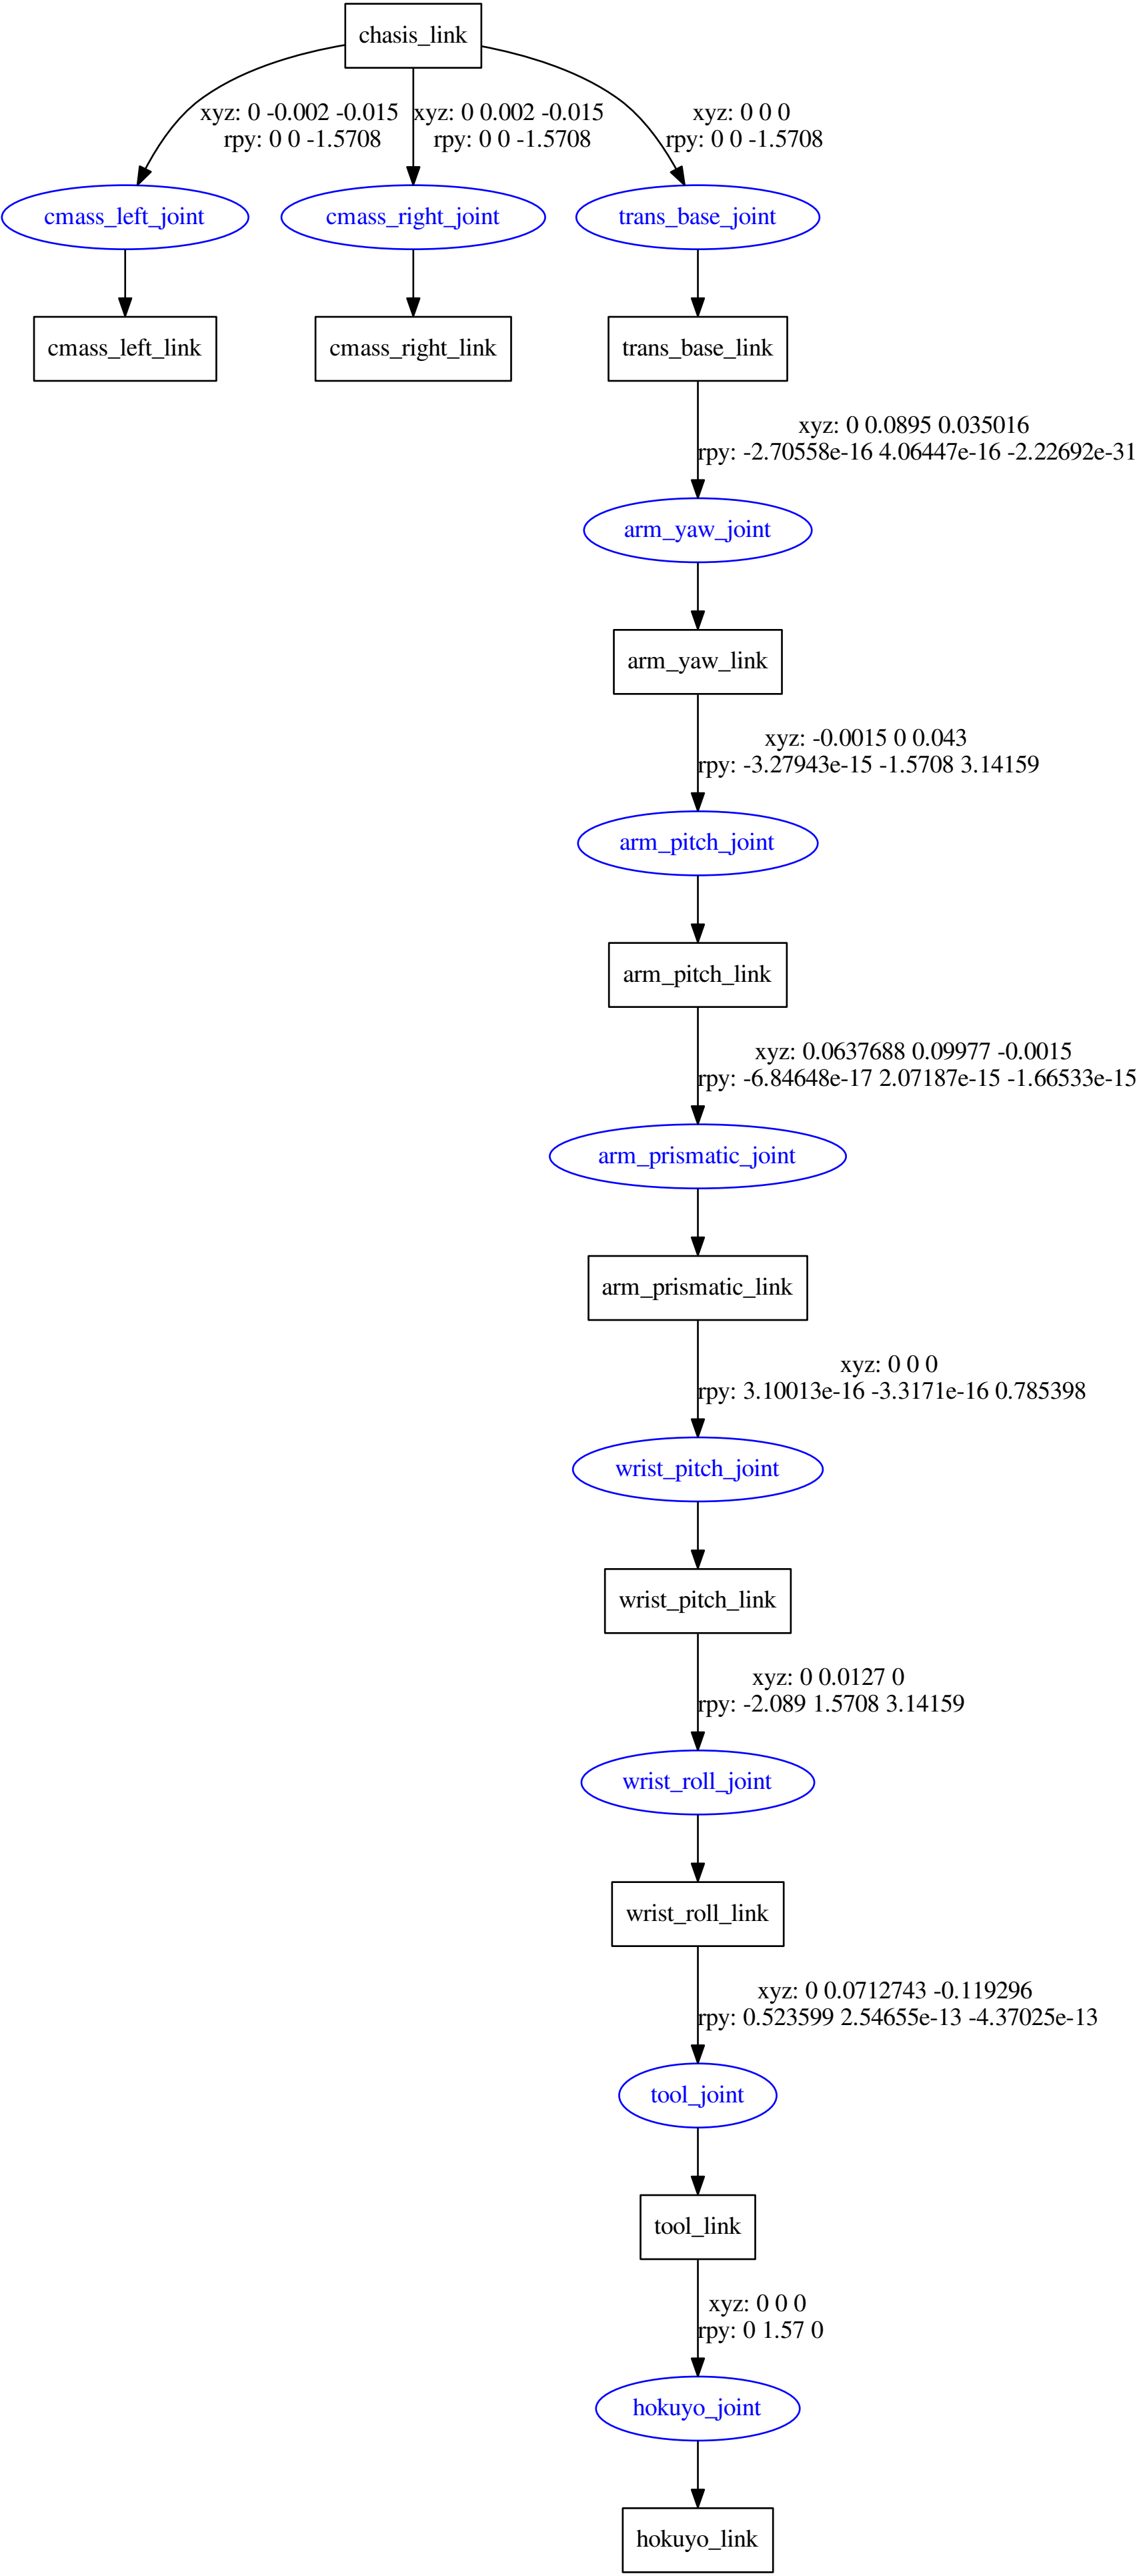 chasis_link
xyz: 0 -0.002 -0.015
rpy: 0 0 -1.5708
xyz: 0 0.002 -0.015
rpy: 0 0 -1.5708
xyz: 0 0 0
rpy: 0 0 -1.5708
cmass_left_joint
cmass_right_joint
trans_base_joint
cmass_left_link
cmass_right_link
trans_base_link
xyz: 0 0.0895 0.035016
rpy: -2.70558e-16 4.06447e-16 -2.22692e-31
arm_yaw_joint
arm_yaw_link
xyz: -0.0015 0 0.043
rpy: -3.27943e-15 -1.5708 3.14159
arm_pitch_joint
arm_pitch_link
xyz: 0.0637688 0.09977 -0.0015
rpy: -6.84648e-17 2.07187e-15 -1.66533e-15
arm_prismatic_joint
arm_prismatic_link
xyz: 0 0 0
rpy: 3.10013e-16 -3.3171e-16 0.785398
wrist_pitch_joint
wrist_pitch_link
xyz: 0 0.0127 0
rpy: -2.089 1.5708 3.14159
wrist_roll_joint
wrist_roll_link
xyz: 0 0.0712743 -0.119296
rpy: 0.523599 2.54655e-13 -4.37025e-13
tool_joint
tool_link
xyz: 0 0 0
rpy: 0 1.57 0
hokuyo_joint
hokuyo_link